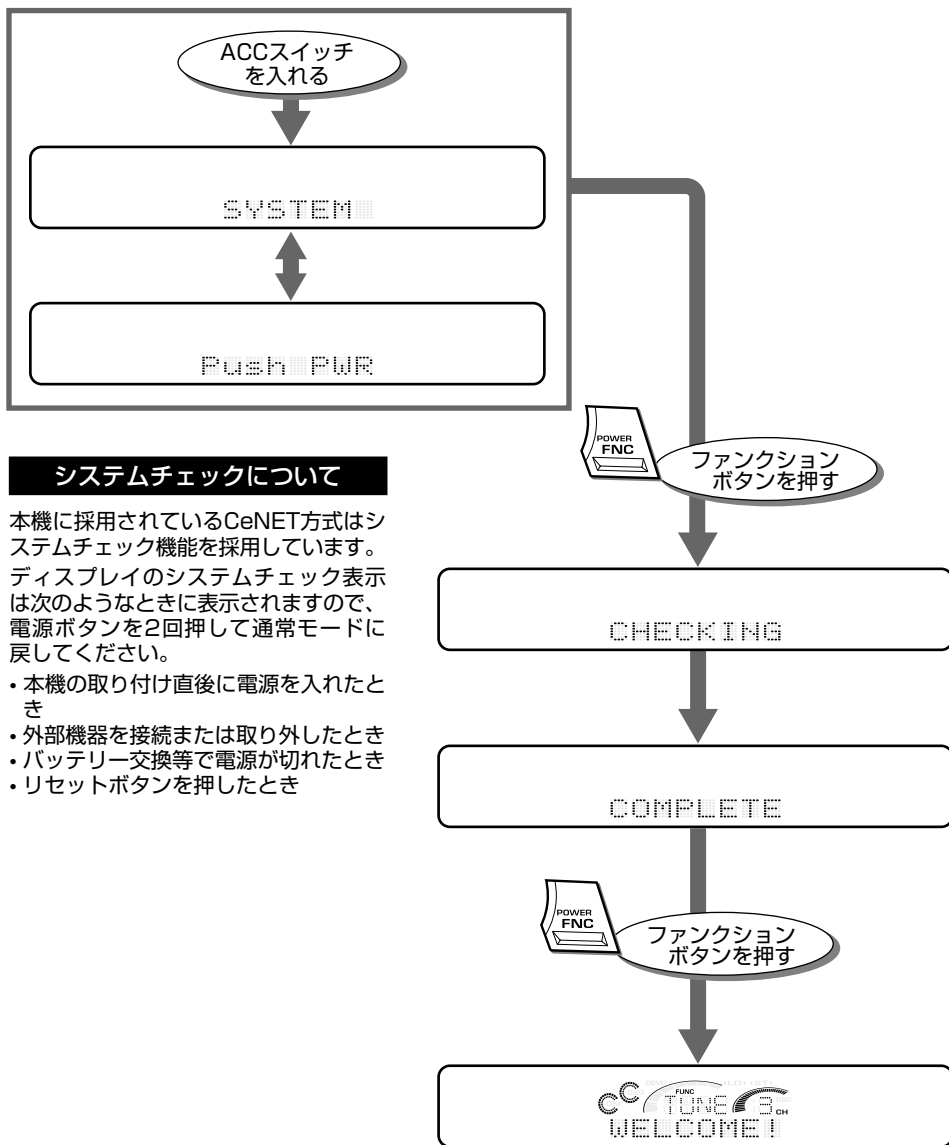 ACCスイッチ
を入れる
SYSTEM
Push PWR
POWER
FNC
ファンクション
ボタンを押す
システムチェックについて
本機に採用されているCeNET方式はシ
ステムチェック機能を採用しています。
ディスプレイのシステムチェック表示
は次のようなときに表示されますので、
電源ボタンを2回押して通常モードに
戻してください。
• 本機の取り付け直後に電源を入れたと
き
• 外部機器を接続または取り外したとき
• バッテリー交換等で電源が切れたとき
• リセットボタンを押したとき
CHECKING
COMPLETE
POWER
FNC
ファンクション
ボタンを押す
CC
FUNC
TUNE 3 CH
WELCOME!